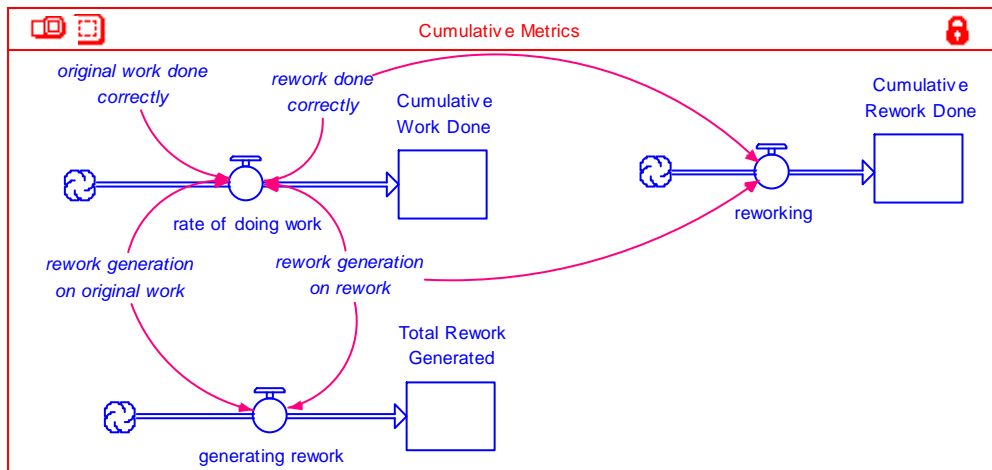 Cumulative Metrics
original work done
correctly
rework done
correctly
Cumulative
Work Done
Cumulative
Rework Done
rate of doing work
reworking
rework generation
on original work
rework generation
on rework
Total Rework
Generated
generating rework